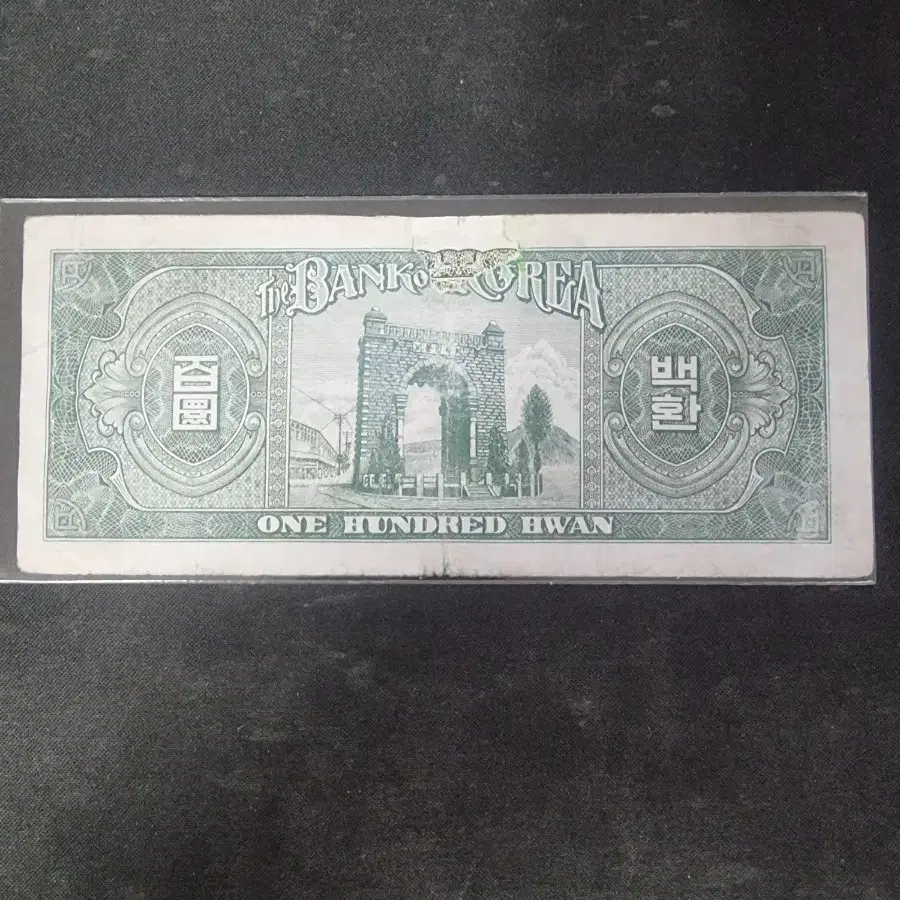 The BANK of KOREA
百圜
백환
ONE HUNDRED HWAN